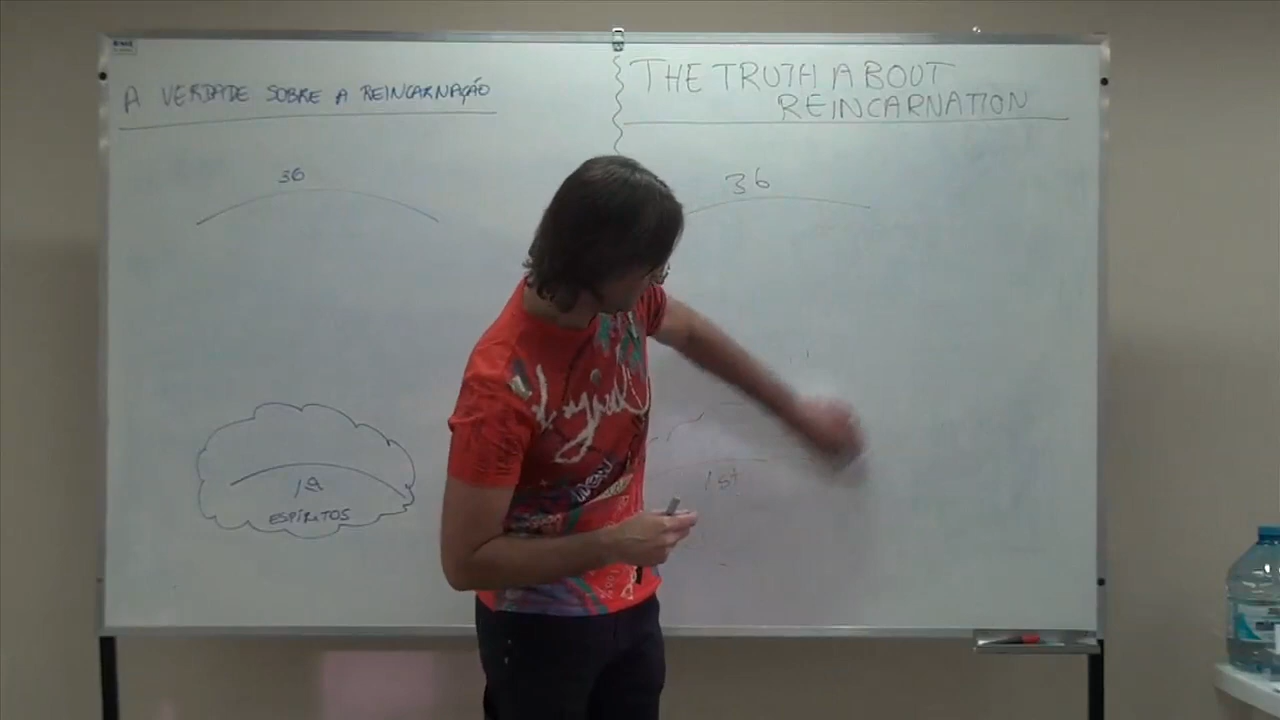 A VERDADE SOBRE A REINCARNAÇÃO
36
1ª
ESPÍRITOS
THE TRUTH ABOUT
REINCARNATION
36
1st